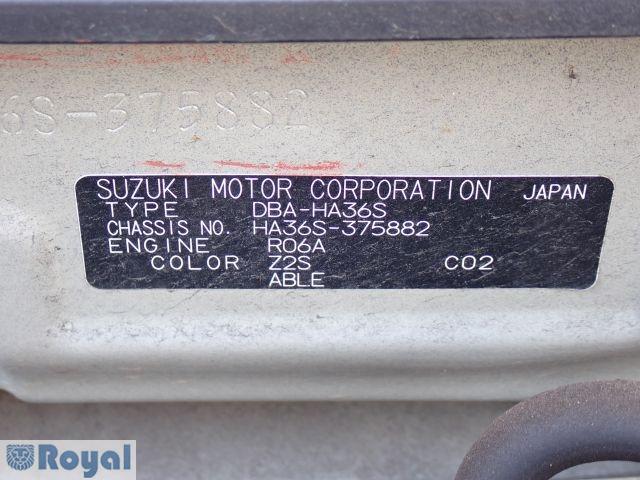 6S-375882
SUZUKI MOTOR CORPORATION JAPAN
TYPE DBA-HA36S
CHASSIS NO. HA36S-375882
ENGINE R06A
COLOR Z2S C02
ABLE
Royal